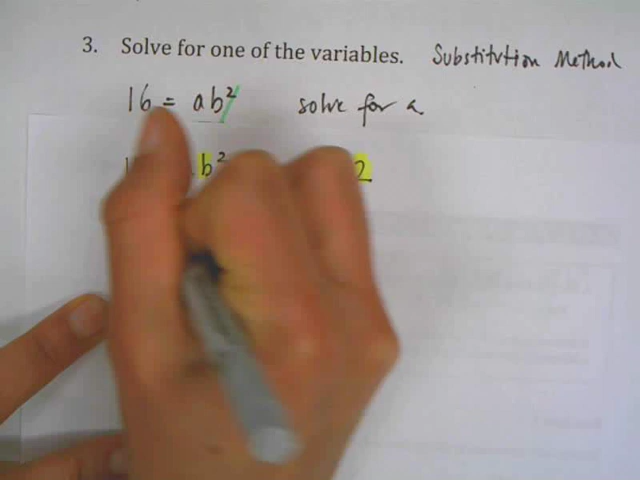 3. Solve for one of the variables. Substitution Method
16 = ab² solve for a
b² 2